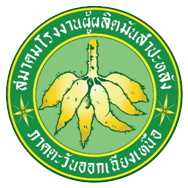 สมาคมโรงงานผู้ผลิตมันสำปะหลัง
ภาคตะวันออกเฉียงเหนือ